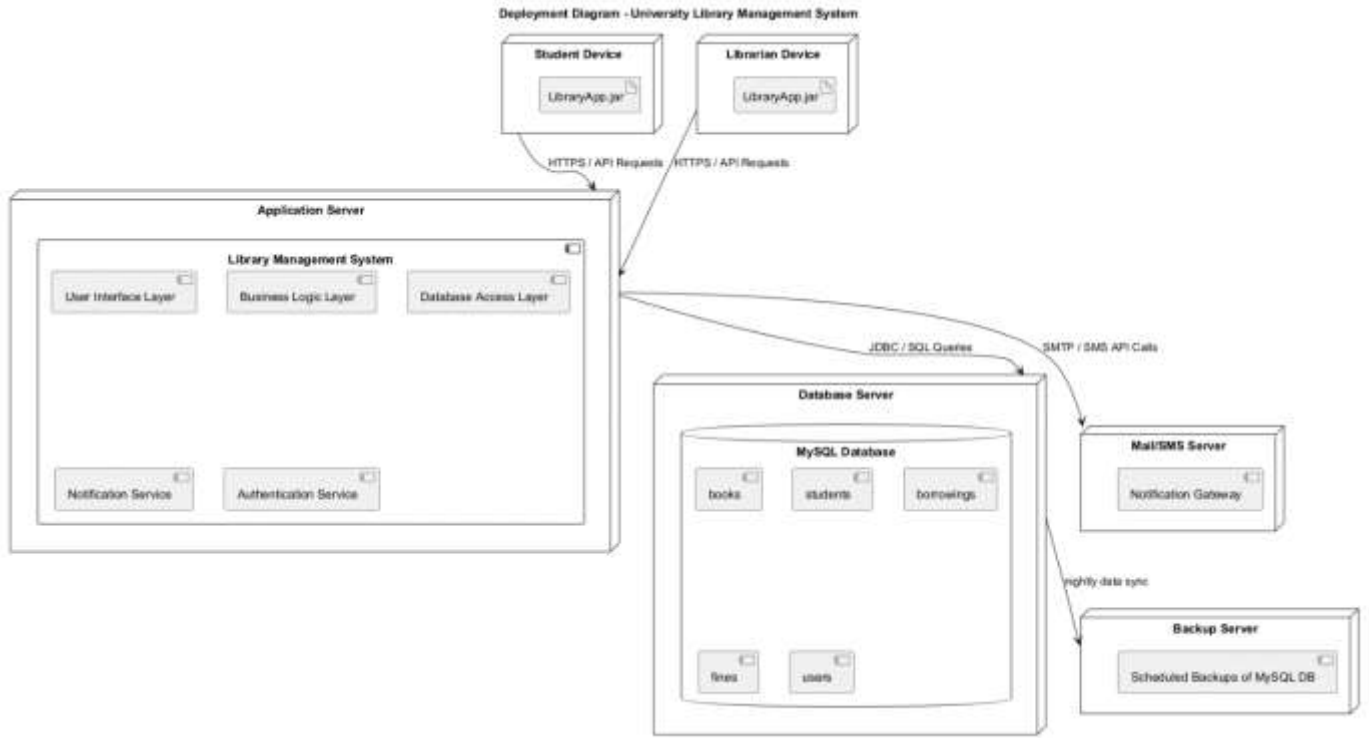 Deployment Diagram - University Library Management System
Student Device
Librarian Device
LibraryApp.jar
LibraryApp.jar
HTTPS / API Requests
HTTPS / API Requests
Application Server
Library Management System
User Interface Layer
Business Logic Layer
Database Access Layer
Notification Service
Authentication Service
JDBC / SQL Queries
SMTP / SMS API Calls
Database Server
MySQL Database
books
students
borrowings
fines
users
Mail/SMS Server
Notification Gateway
nightly data sync
Backup Server
Scheduled Backups of MySQL DB